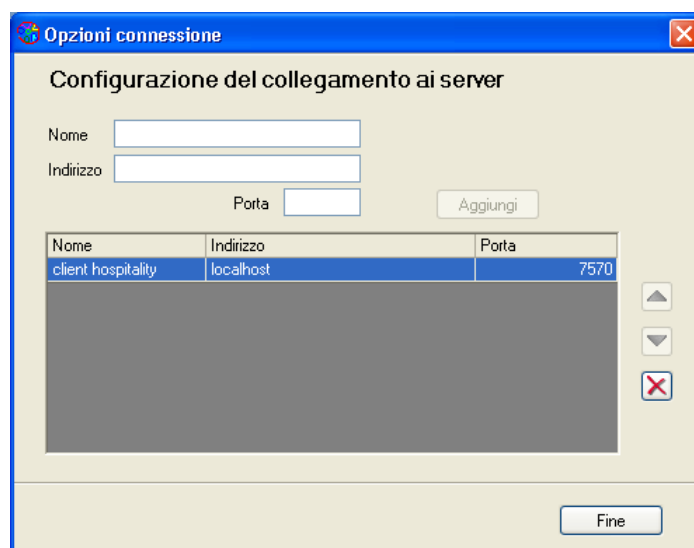 Opzioni connessione
Configurazione del collegamento ai server
Nome
Indirizzo
Porta Aggiungi
Nome Indirizzo Porta
client hospitality localhost 7570
Fine